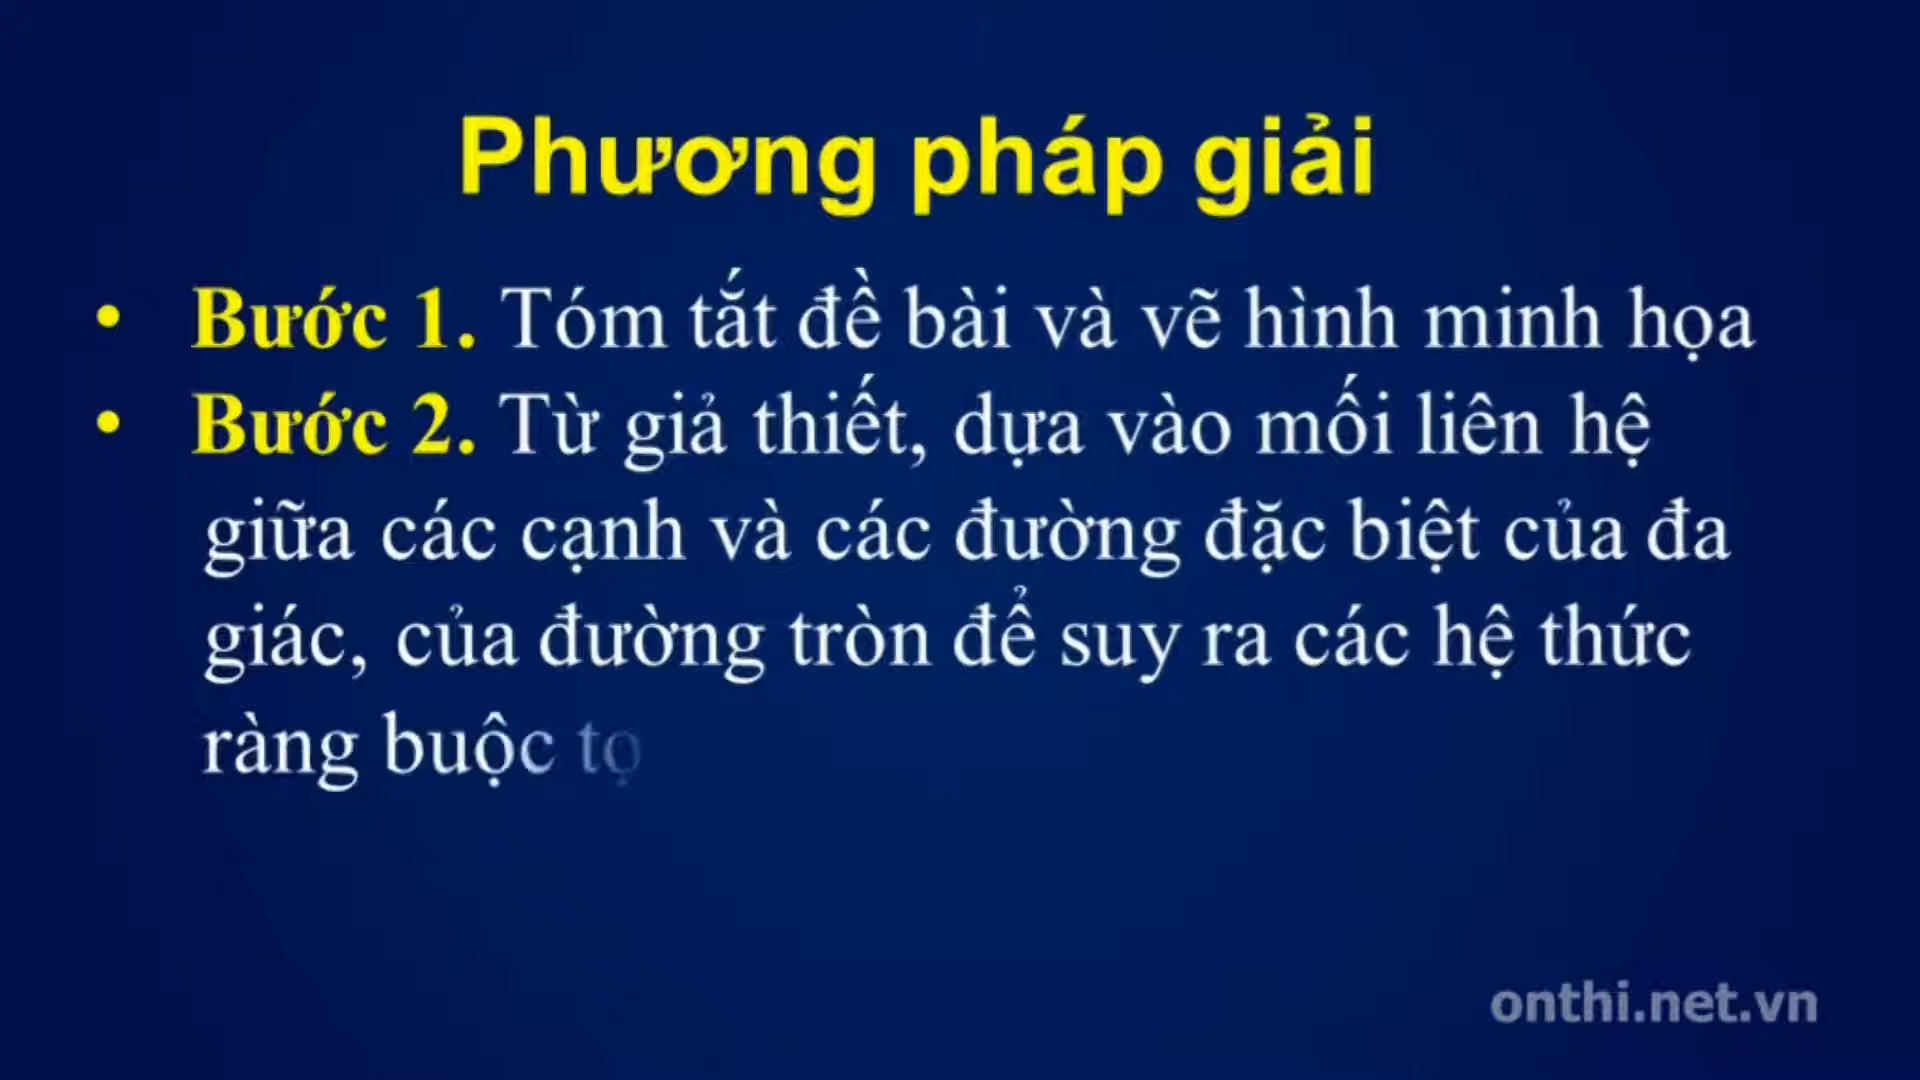 Phương pháp giải
• Bước 1. Tóm tắt đề bài và vẽ hình minh họa
• Bước 2. Từ giả thiết, dựa vào mối liên hệ
giữa các cạnh và các đường đặc biệt của đa
giác, của đường tròn để suy ra các hệ thức
ràng buộc tọ
onthi.net.vn